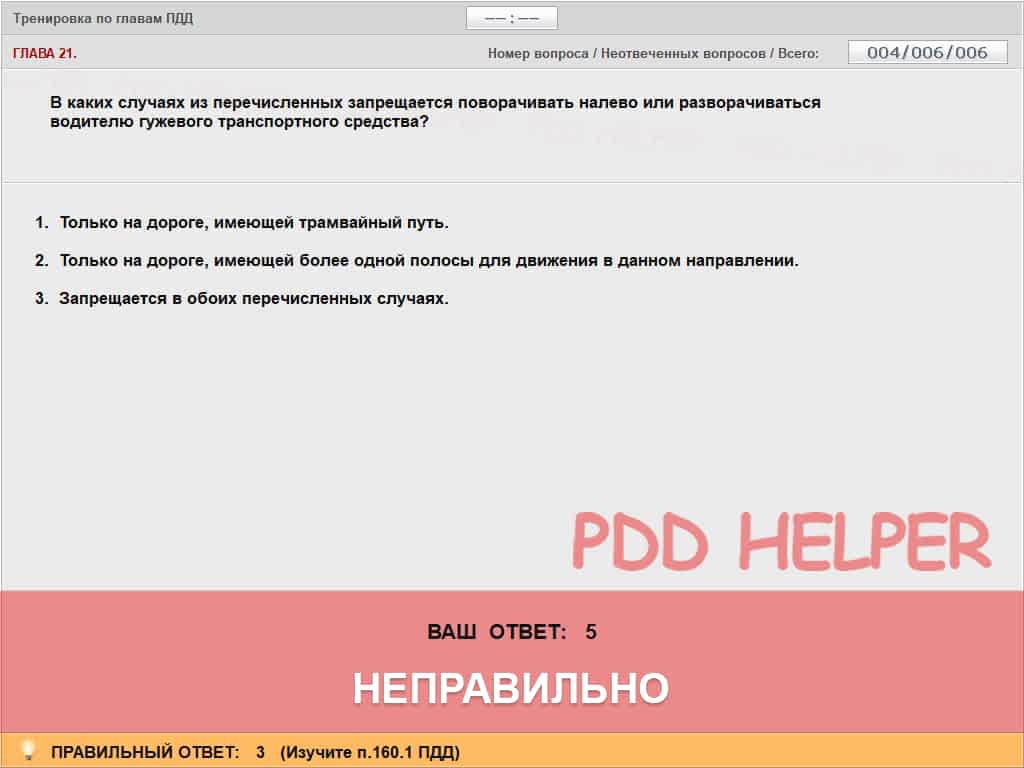 Тренировка по главам ПДД
–– : ––
ГЛАВА 21.
Номер вопроса / Неотвеченных вопросов / Всего:
004/006/006
В каких случаях из перечисленных запрещается поворачивать налево или разворачиваться
водителю гужевого транспортного средства?
1. Только на дороге, имеющей трамвайный путь.
2. Только на дороге, имеющей более одной полосы для движения в данном направлении.
3. Запрещается в обоих перечисленных случаях.
PDD HELPER
ВАШ ОТВЕТ: 5
НЕПРАВИЛЬНО
ПРАВИЛЬНЫЙ ОТВЕТ: 3 (Изучите п.160.1 ПДД)